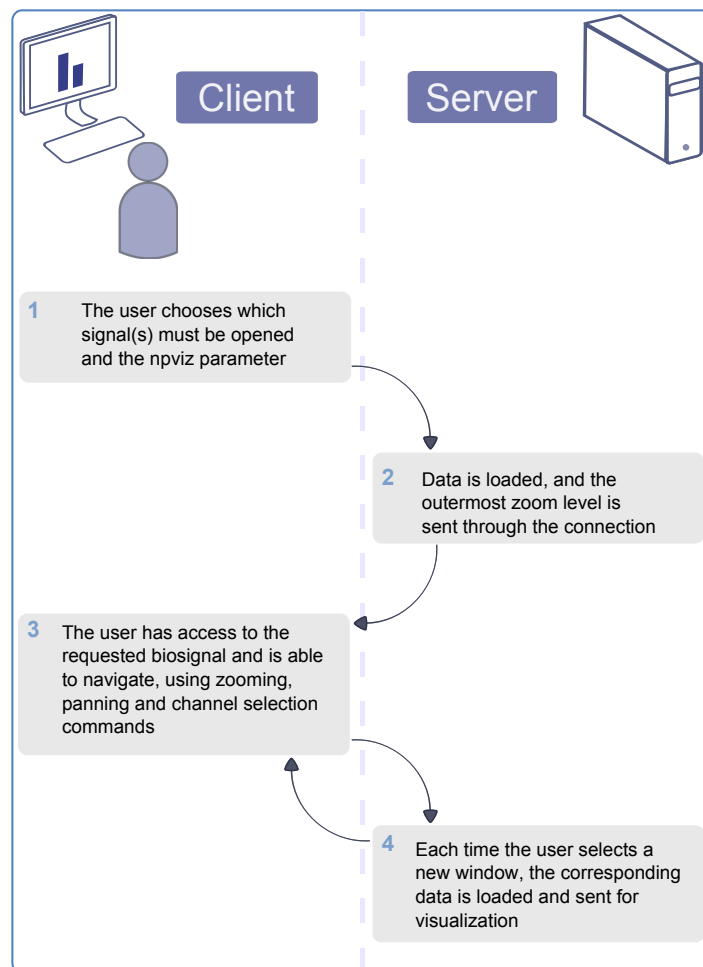 Client
Server
1
The user chooses which
signal(s) must be opened
and the npviz parameter
2
Data is loaded, and the
outermost zoom level is
sent through the connection
3
The user has access to the
requested biosignal and is able
to navigate, using zooming,
panning and channel selection
commands
4
Each time the user selects a
new window, the corresponding
data is loaded and sent for
visualization